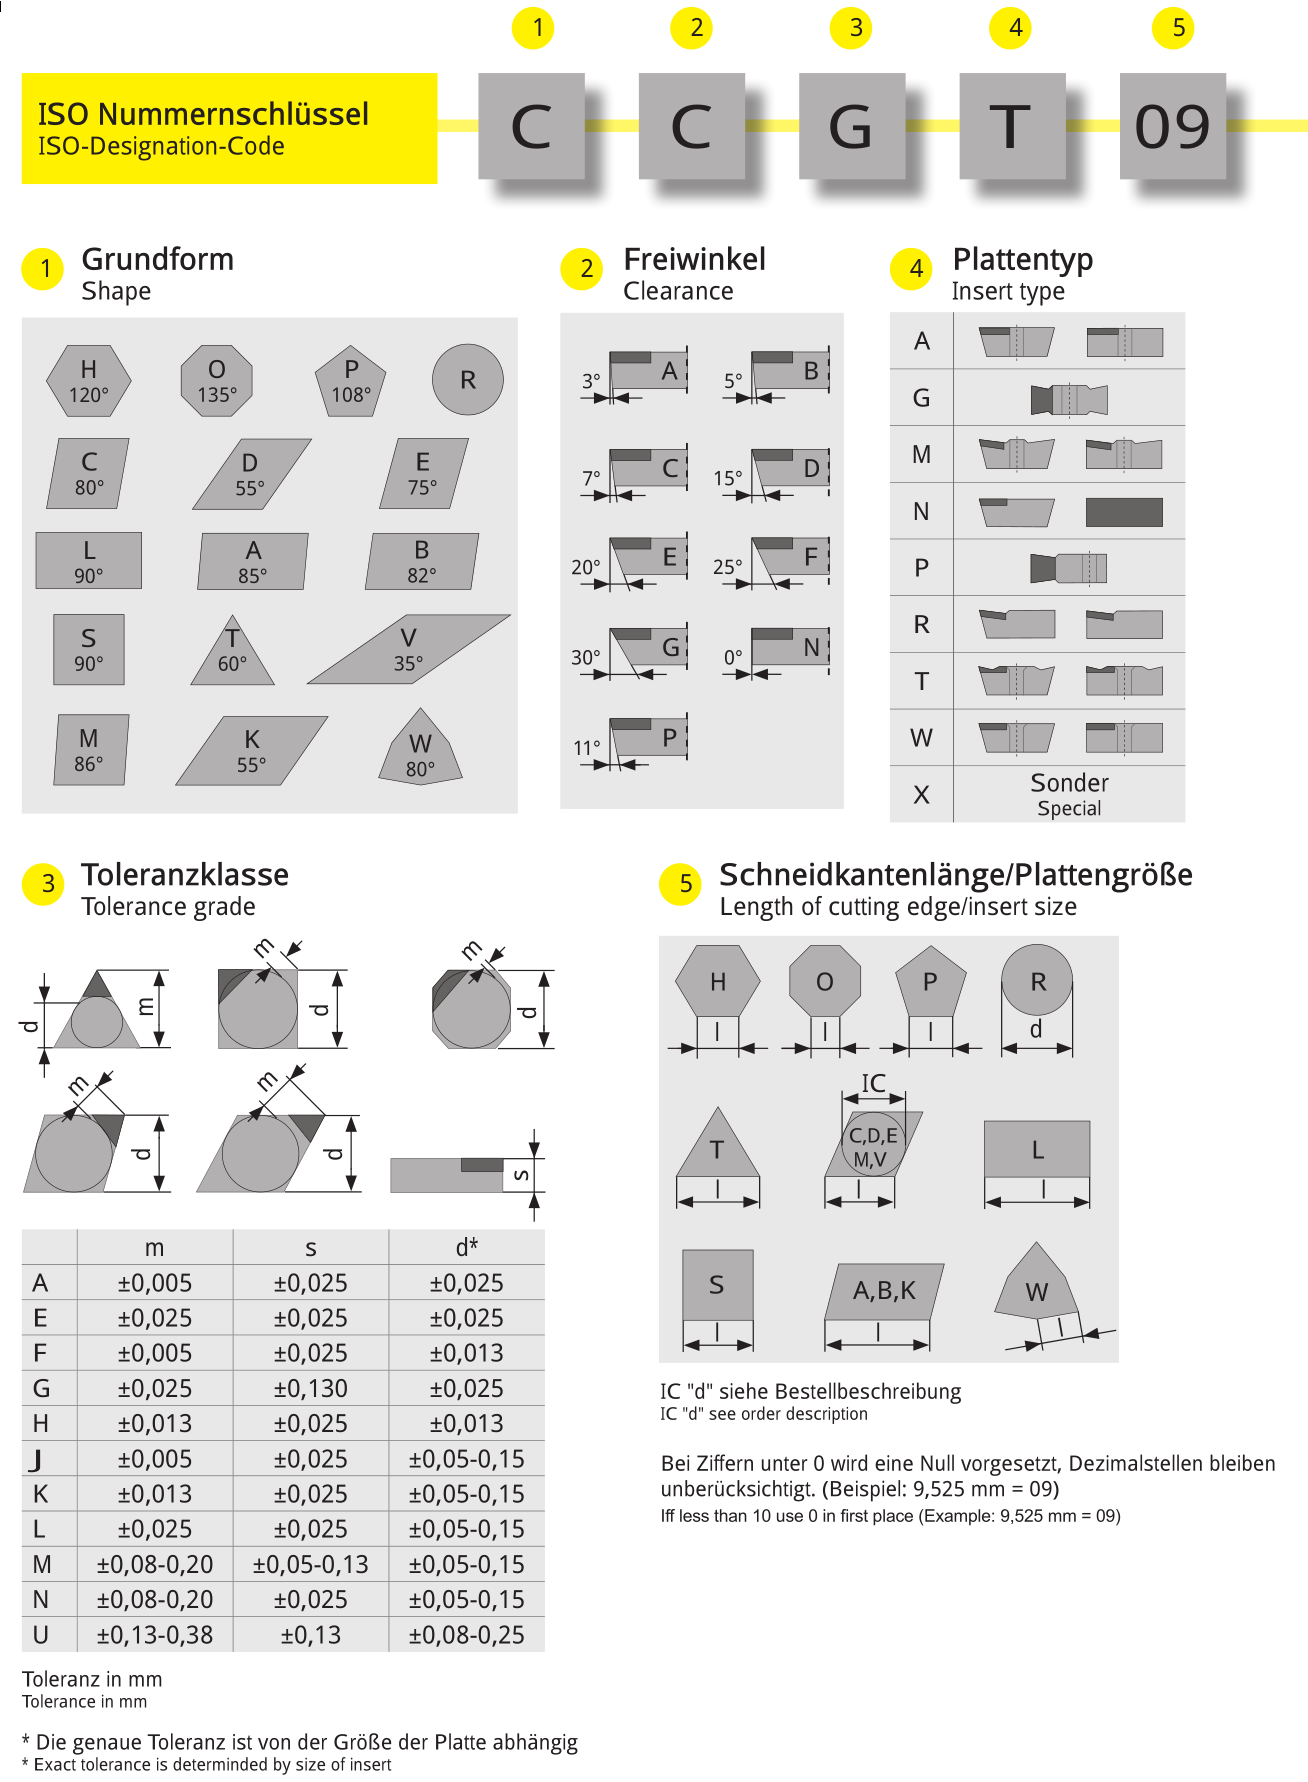 1 2 3 4 5
ISO Nummernschlüssel
ISO-Designation-Code
C C G T 09
1 Grundform
Shape
H O P R
120° 135° 108°
C D E
80° 55° 75°
L A B
90° 85° 82°
S T V
90° 60° 35°
M K W
86° 55° 80°
2 Freiwinkel
Clearance
3° A 5° B
7° C 15° D
20° E 25° F
30° G 0° N
11° P
4 Plattentyp
Insert type
A
G
M
N
P
R
T
W
X Sonder
Special
3 Toleranzklasse
Tolerance grade
d m m d m d
m d m d s
m s d*
A ±0,005 ±0,025 ±0,025
E ±0,025 ±0,025 ±0,025
F ±0,005 ±0,025 ±0,013
G ±0,025 ±0,130 ±0,025
H ±0,013 ±0,025 ±0,013
J ±0,005 ±0,025 ±0,05-0,15
K ±0,013 ±0,025 ±0,05-0,15
L ±0,025 ±0,025 ±0,05-0,15
M ±0,08-0,20 ±0,05-0,13 ±0,05-0,15
N ±0,08-0,20 ±0,025 ±0,05-0,15
U ±0,13-0,38 ±0,13 ±0,08-0,25
Toleranz in mm
Tolerance in mm
* Die genaue Toleranz ist von der Größe der Platte abhängig
* Exact tolerance is determinded by size of insert
5 Schneidkantenlänge/Plattengröße
Length of cutting edge/insert size
H O P R
l l l d
IC
T C,D,E L
M,V
l l l
S A,B,K W
l l l
IC "d" siehe Bestellbeschreibung
IC "d" see order description
Bei Ziffern unter 0 wird eine Null vorgesetzt, Dezimalstellen bleiben
unberücksichtigt. (Beispiel: 9,525 mm = 09)
Iff less than 10 use 0 in first place (Example: 9,525 mm = 09)